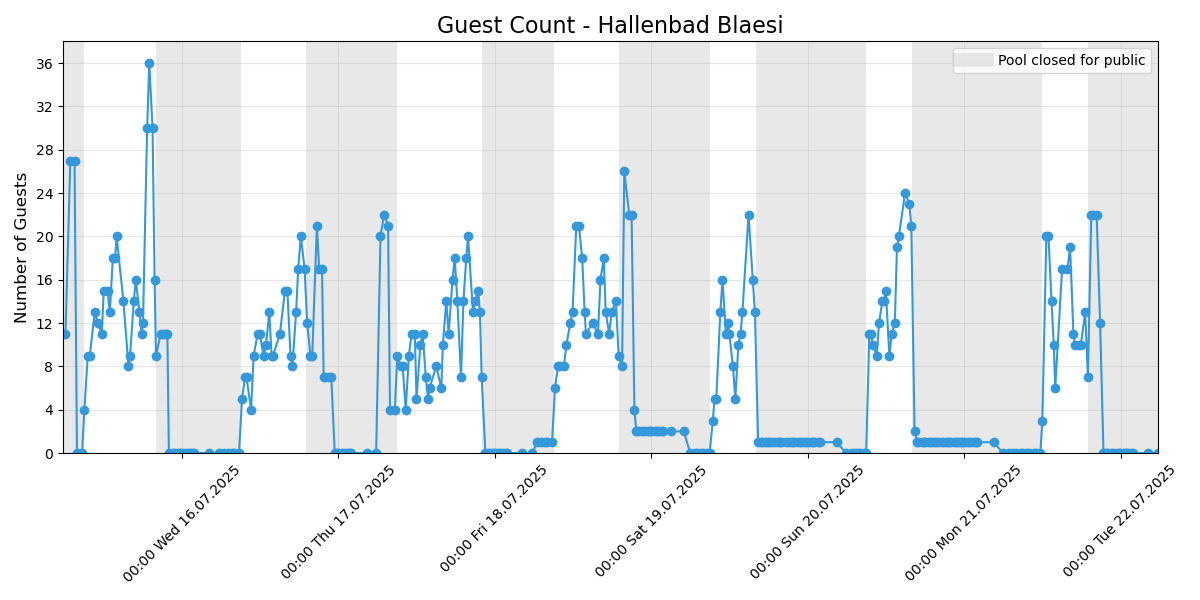 Guest Count - Hallenbad Blaesi
Pool closed for public
Number of Guests
36
32
28
24
20
16
12
8
4
0
00:00 Wed 16.07.2025
00:00 Thu 17.07.2025
00:00 Fri 18.07.2025
00:00 Sat 19.07.2025
00:00 Sun 20.07.2025
00:00 Mon 21.07.2025
00:00 Tue 22.07.2025